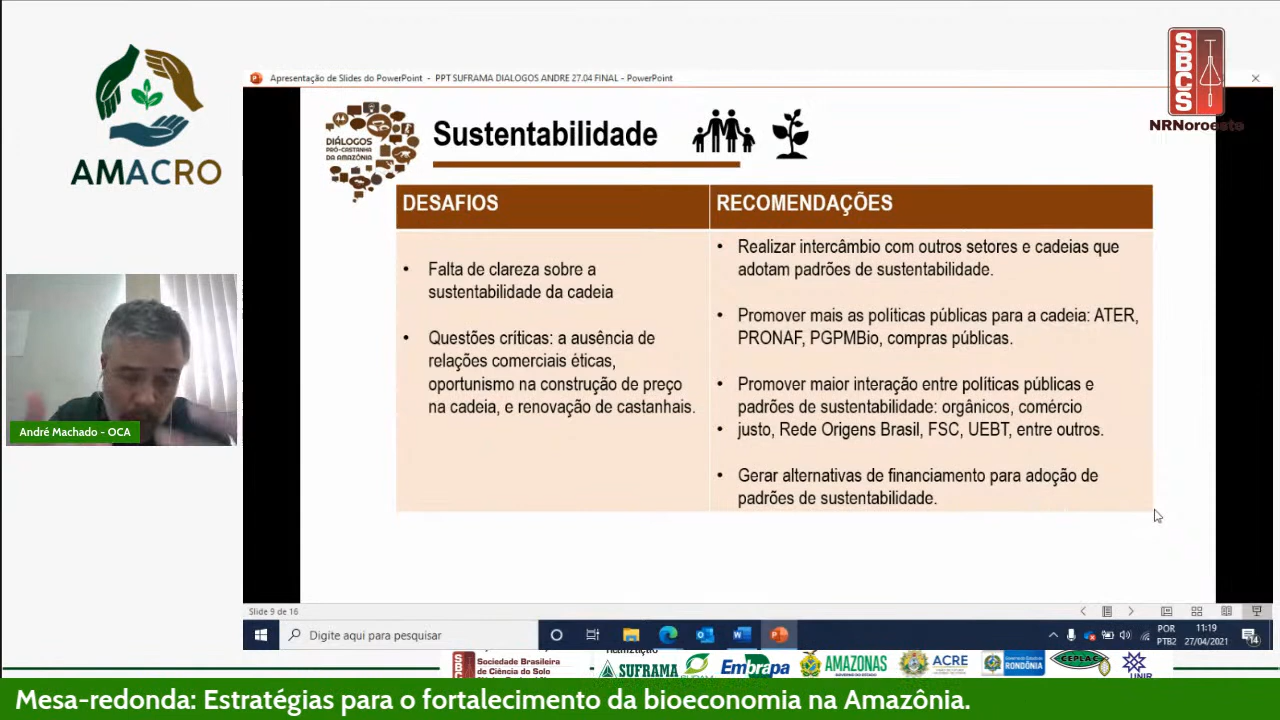 AMACRO
SBCS
NRNoroeste
Apresentação de Slides do PowerPoint - PPT SUFRAMA DIALOGOS ANDRE 27.04 FINAL - PowerPoint
DIÁLOGOS
PRÓ-CASTANHA
DA AMAZÔNIA
Sustentabilidade
DESAFIOS
• Falta de clareza sobre a
sustentabilidade da cadeia
• Questões críticas: a ausência de
relações comerciais éticas,
oportunismo na construção de preço
na cadeia, e renovação de castanhais.
RECOMENDAÇÕES
• Realizar intercâmbio com outros setores e cadeias que
adotam padrões de sustentabilidade.
• Promover mais as políticas públicas para a cadeia: ATER,
PRONAF, PGPMBio, compras públicas.
• Promover maior interação entre políticas públicas e
padrões de sustentabilidade: orgânicos, comércio
• justo, Rede Origens Brasil, FSC, UEBT, entre outros.
• Gerar alternativas de financiamento para adoção de
padrões de sustentabilidade.
André Machado - OCA
Slide 9 de 16
Digite aqui para pesquisar
POR
PTB2
11:19
27/04/2021
14
SBCS
Sociedade Brasileira
de Ciência do Solo
SUFRAMA
Embrapa
AMAZONAS
ACRE
RONDÔNIA
CEPLAC
UNIR
Mesa-redonda: Estratégias para o fortalecimento da bioeconomia na Amazônia.